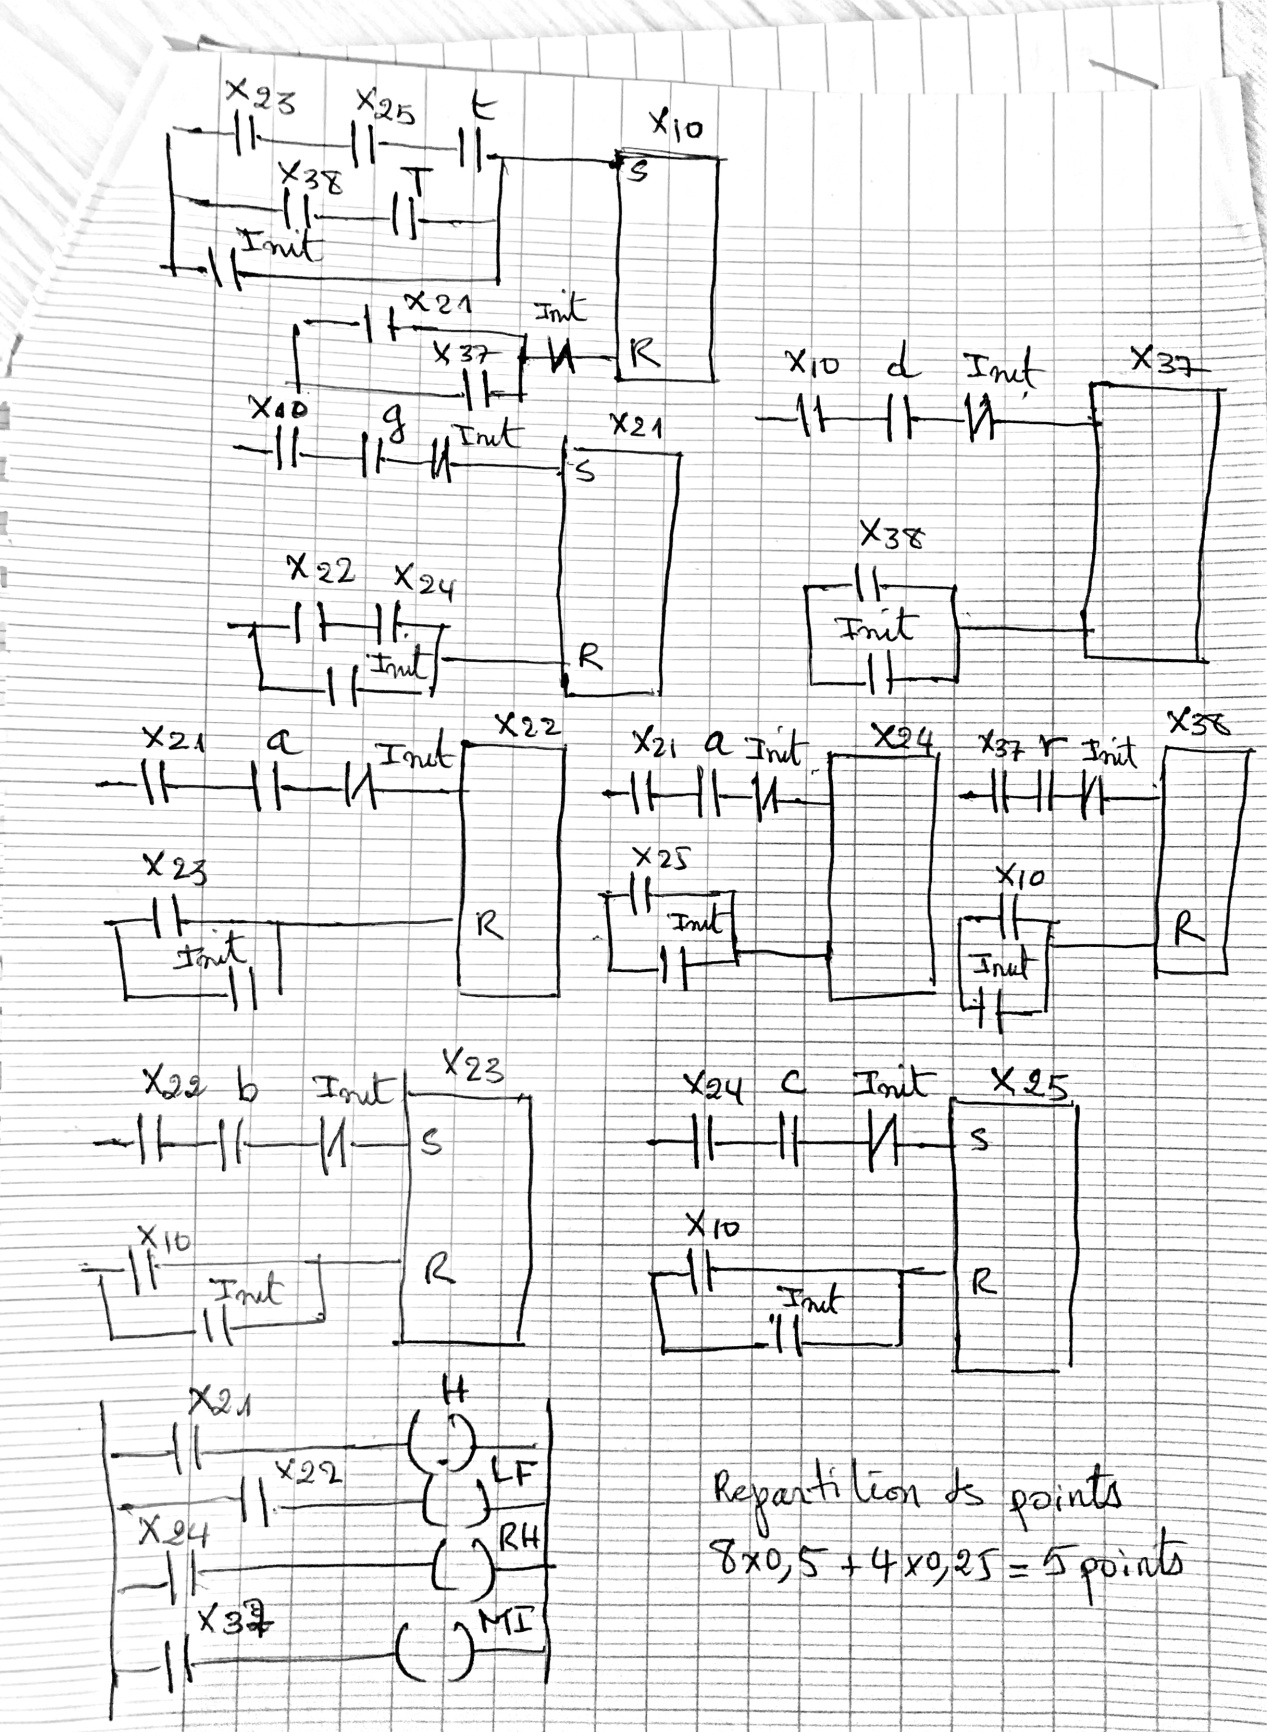 X23 X25 t X10
S
X38 T
Init
X21 Init
X37 R
X10 d Init X37
X10 g Init X21
S
X38
X22 X24
Init
Init R
X21 a Init X22
X21 a Init X24
X37 r Init X38
X23
R
Init
X25
Init
X10
R
Init
X22 b Init X23
S
X24 C Init X25
S
X10
R
Init
X10
R
Init
X21 H
X22 LF
X24 RH
X37 MI
Repartition ds points
8x0,5 + 4x0,25 = 5 points